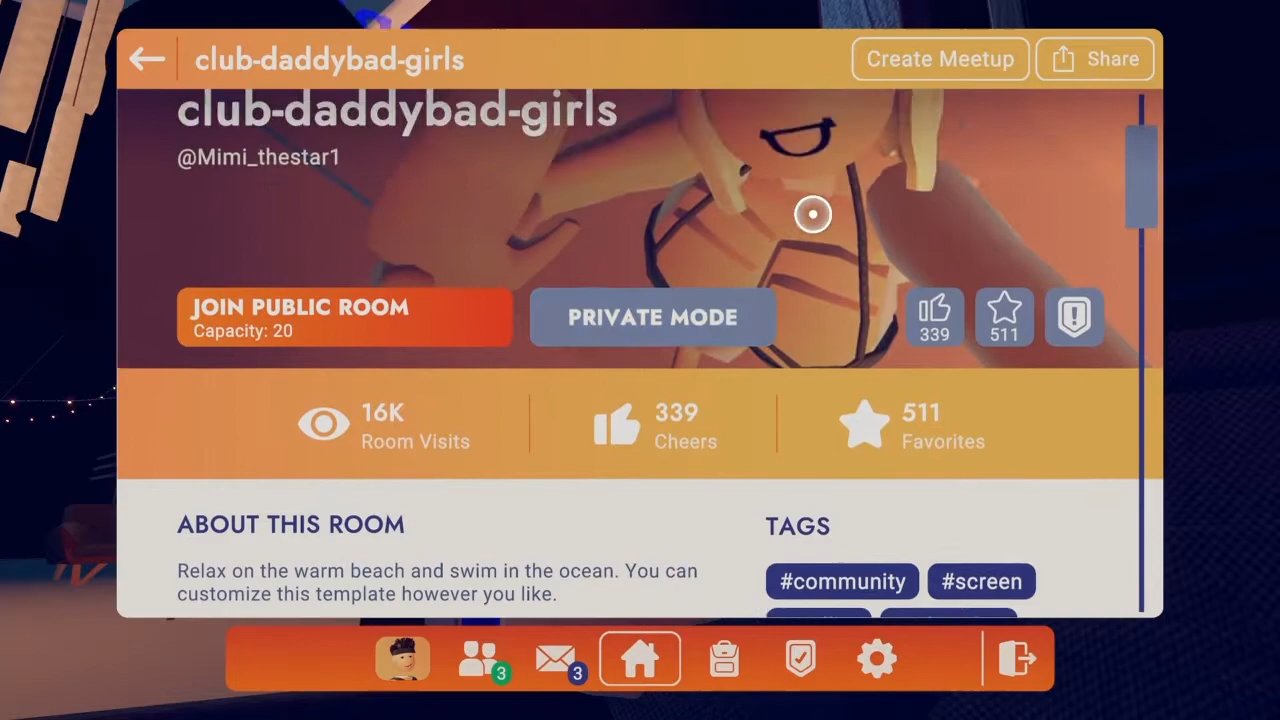 club-daddybad-girls
Create Meetup
Share
club-daddybad-girls
@Mimi_thestar1
JOIN PUBLIC ROOM
Capacity: 20
PRIVATE MODE
339
511
16K
Room Visits
339
Cheers
511
Favorites
ABOUT THIS ROOM
Relax on the warm beach and swim in the ocean. You can
customize this template however you like.
TAGS
#community
#screen
3
3